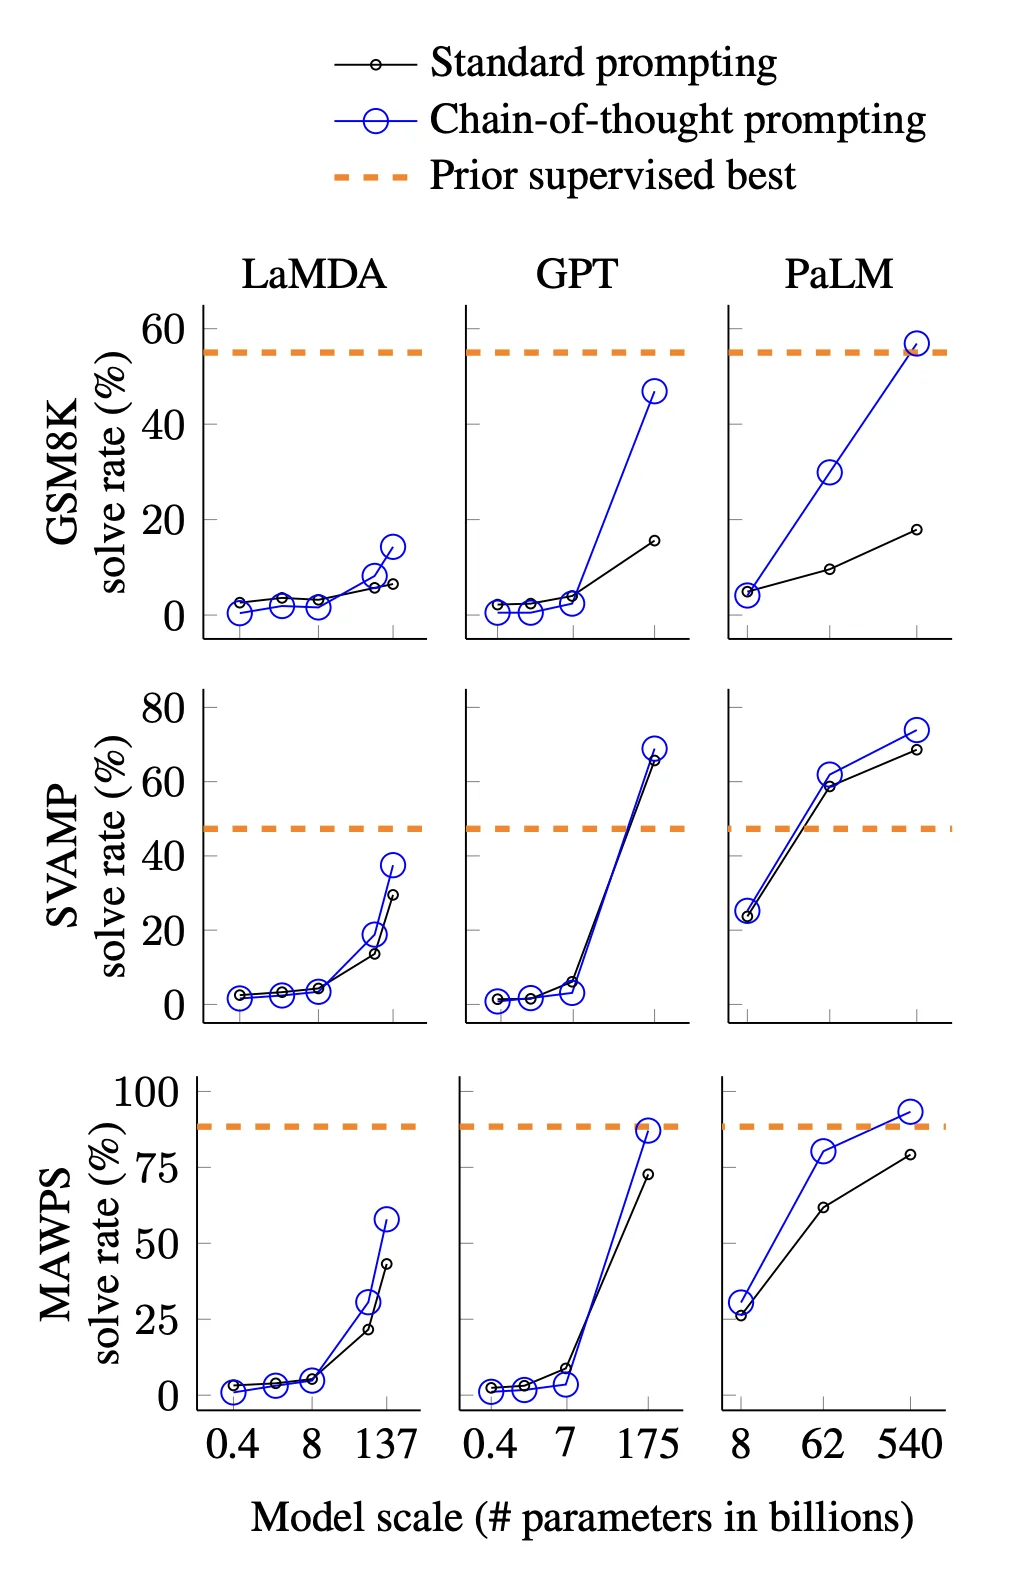 Standard prompting
Chain-of-thought prompting
Prior supervised best
LaMDA GPT PaLM
GSM8K
solve rate (%)
60
40
20
0
SVAMP
solve rate (%)
80
60
40
20
0
MAWPS
solve rate (%)
100
75
50
25
0
0.4 8 137 0.4 7 175 8 62 540
Model scale (# parameters in billions)